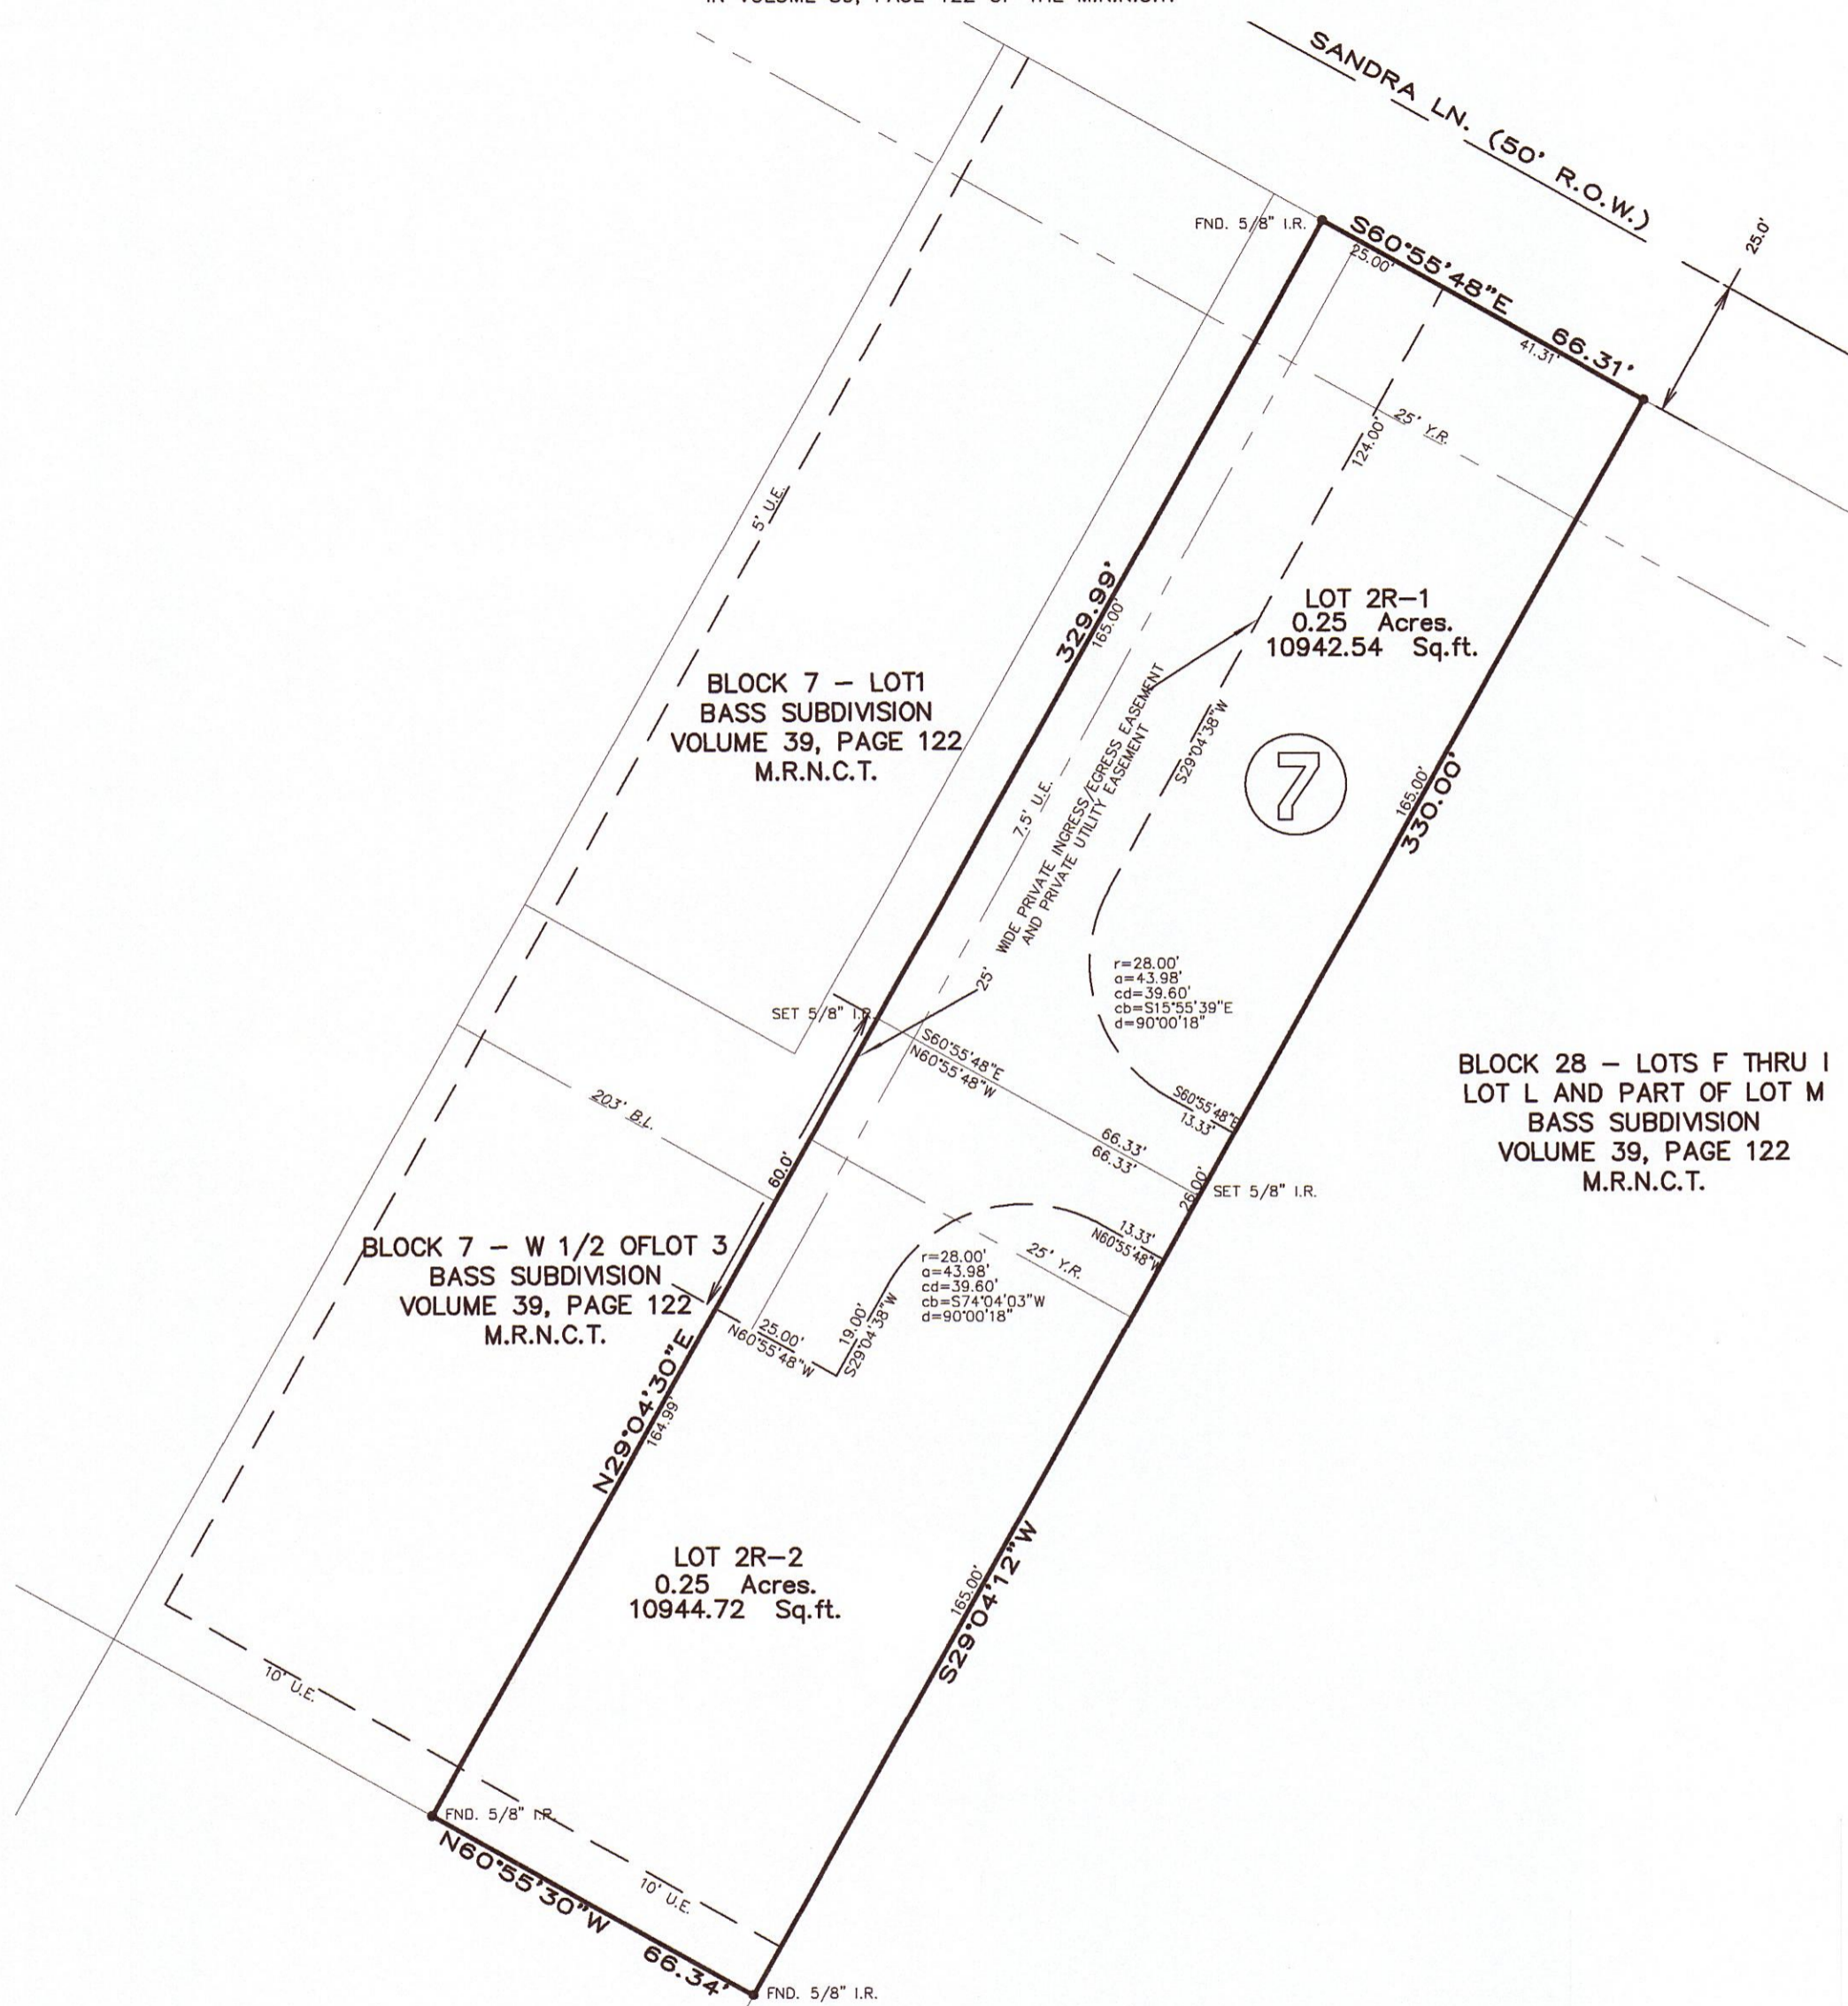 SANDRA LN. (50' R.O.W.)
25.0'
FND. 5/8" I.R.
S60°55'48"E 66.31'
25.00'
41.31'
25' Y.R.
124.00'
5' U.E.
329.99'
165.00'
LOT 2R-1
0.25 Acres.
10942.54 Sq.ft.
BLOCK 7 - LOT1
BASS SUBDIVISION
VOLUME 39, PAGE 122
M.R.N.C.T.
S29°04'38"W
7
7.5' U.E.
25' WIDE PRIVATE INGRESS/EGRESS EASEMENT
AND PRIVATE UTILITY EASEMENT
165.00'
330.00'
r=28.00'
a=43.98'
cd=39.60'
cb=S15°55'39"E
d=90°00'18"
SET 5/8" I.R.
S60°55'48"E
N60°55'48"W
66.33'
66.33'
S60°55'48"E
13.33'
BLOCK 28 - LOTS F THRU I
LOT L AND PART OF LOT M
BASS SUBDIVISION
VOLUME 39, PAGE 122
M.R.N.C.T.
203' B.L.
60.0'
26.00'
SET 5/8" I.R.
13.33'
N60°55'48"W
25' Y.R.
BLOCK 7 - W 1/2 OFLOT 3
BASS SUBDIVISION
VOLUME 39, PAGE 122
M.R.N.C.T.
r=28.00'
a=43.98'
cd=39.60'
cb=S74°04'03"W
d=90°00'18"
25.00'
N60°55'48"W
19.00'
S29°04'38"W
N29°04'30"E
164.99'
LOT 2R-2
0.25 Acres.
10944.72 Sq.ft.
165.00'
S29°04'12"W
10' U.E.
FND. 5/8" I.R.
N60°55'30"W 66.34'
10' U.E.
FND. 5/8" I.R.